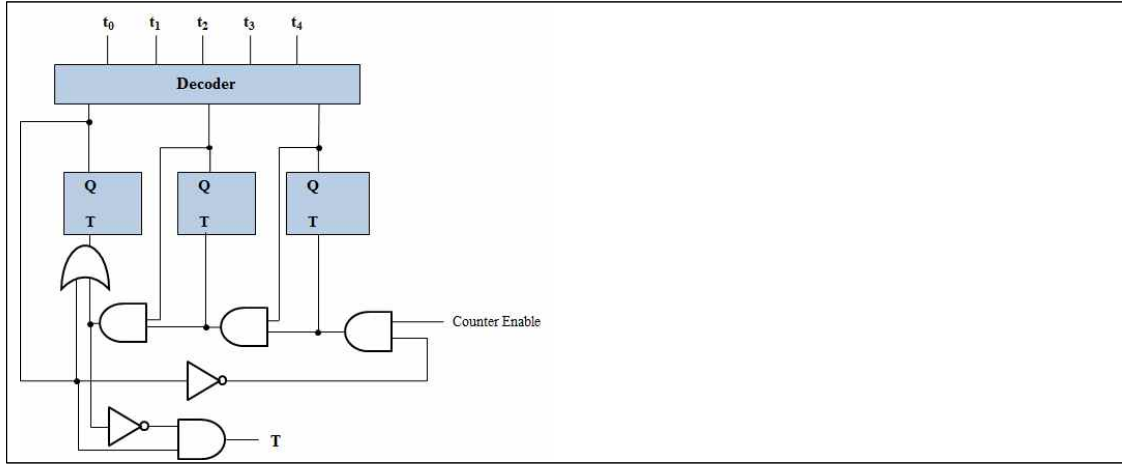 t0 t1 t2 t3 t4
Decoder
Q Q Q
T T T
Counter Enable
T